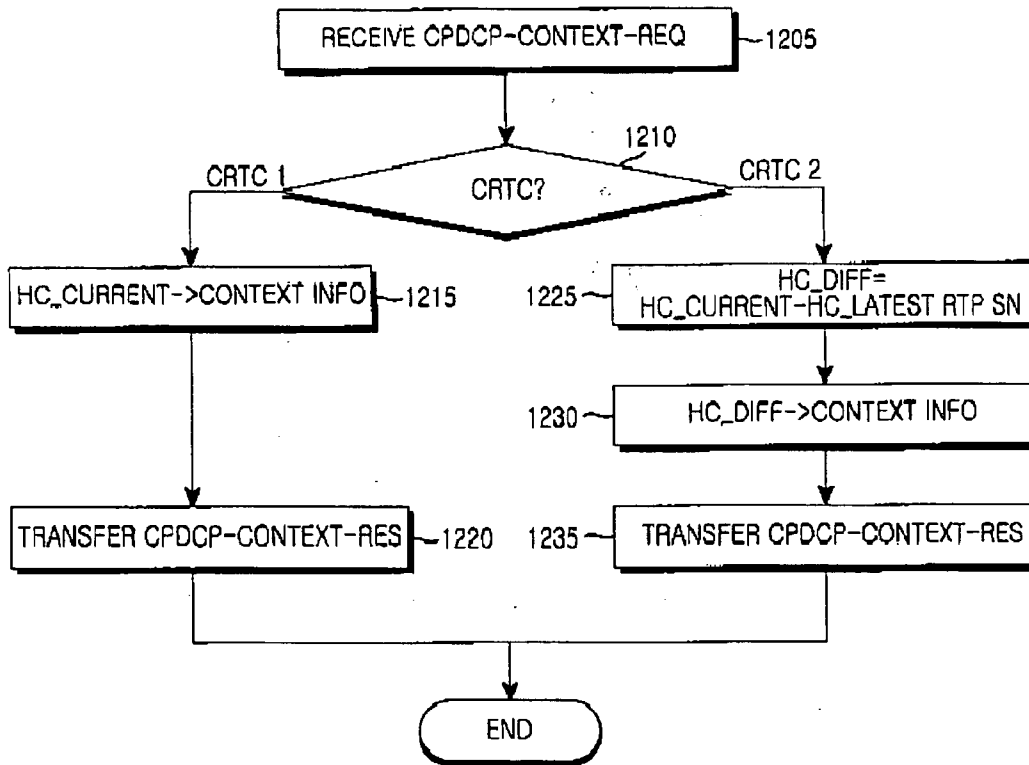 RECEIVE CPDCP-CONTEXT-REQ
1205
1210
CRTC 1
CRTC?
CRTC 2
HC_CURRENT->CONTEXT INFO
1215
1225
HC_DIFF=
HC_CURRENT-HC_LATEST RTP SN
1230
HC_DIFF->CONTEXT INFO
TRANSFER CPDCP-CONTEXT-RES
1220
1235
TRANSFER CPDCP-CONTEXT-RES
END